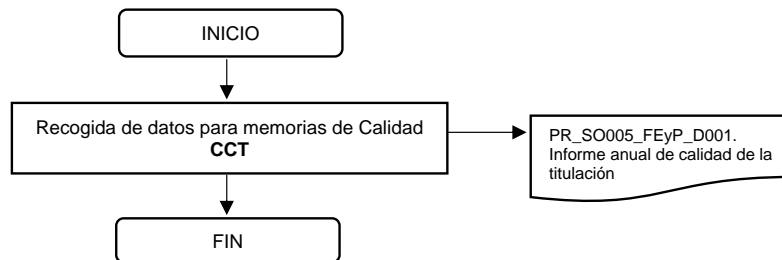 INICIO
Recogida de datos para memorias de Calidad
CCT
PR_SO005_FEyP_D001.
Informe anual de calidad de la
titulación
FIN